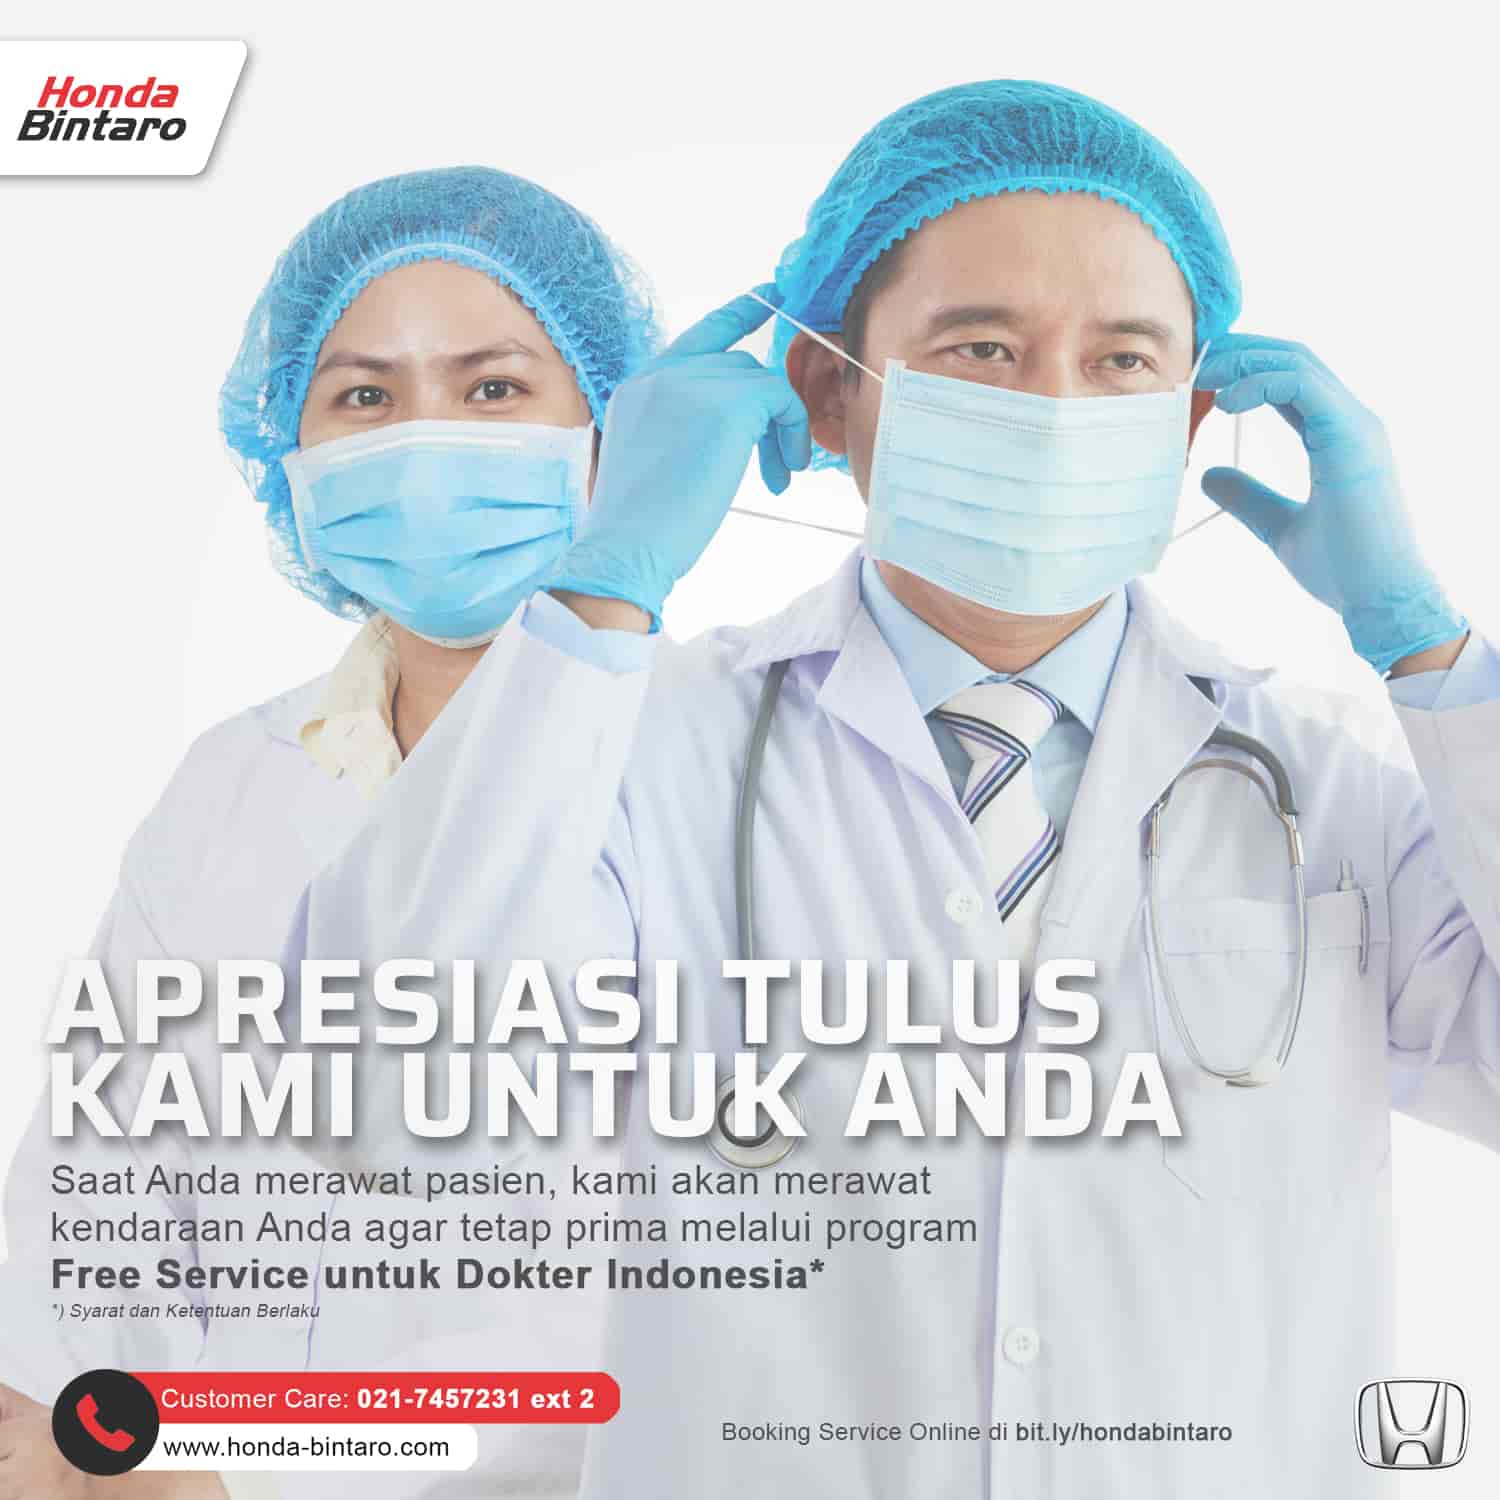 Honda
Bintaro
APRESIASI TULUS
KAMI UNTUK ANDA
Saat Anda merawat pasien, kami akan merawat
kendaraan Anda agar tetap prima melalui program
Free Service untuk Dokter Indonesia*
*) Syarat dan Ketentuan Berlaku
Customer Care: 021-7457231 ext 2
www.honda-bintaro.com
Booking Service Online di bit.ly/hondabintaro